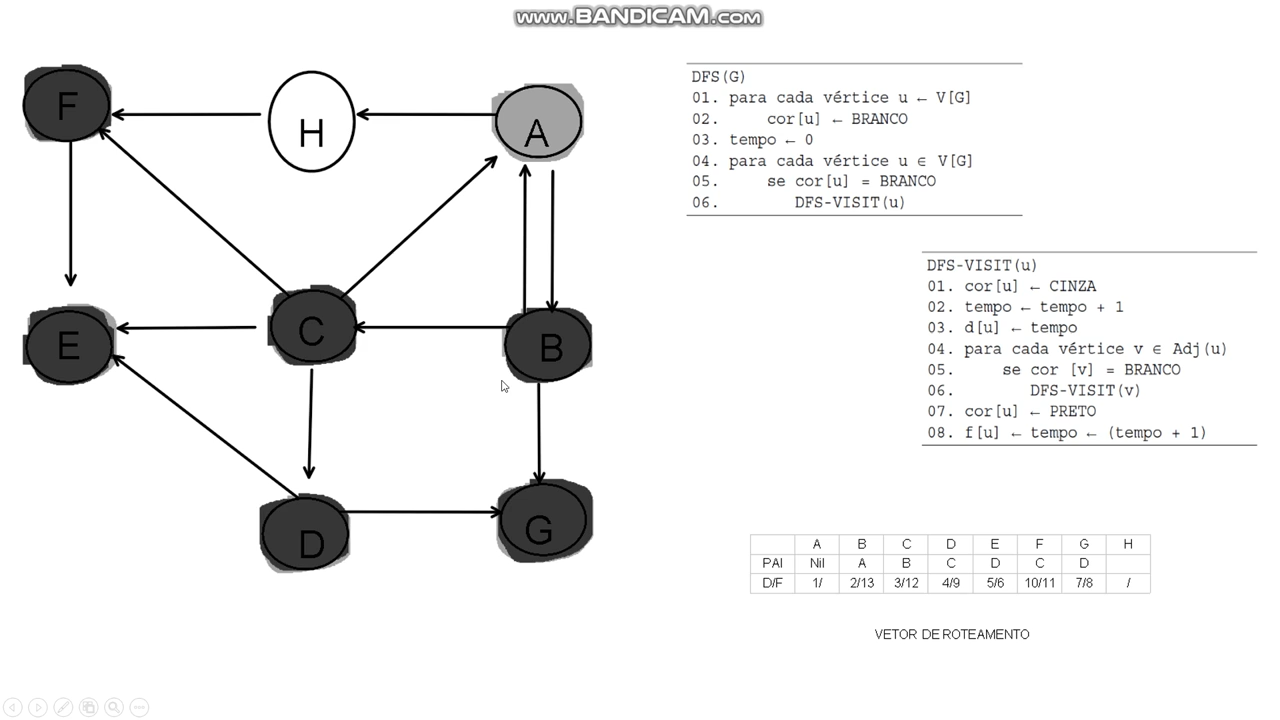 www.BANDICAM.com
F
H
A
E
C
B
D
G
DFS(G)
01. para cada vértice u ← V[G]
02. cor[u] ← BRANCO
03. tempo ← 0
04. para cada vértice u ∈ V[G]
05. se cor[u] = BRANCO
06. DFS-VISIT(u)
DFS-VISIT(u)
01. cor[u] ← CINZA
02. tempo ← tempo + 1
03. d[u] ← tempo
04. para cada vértice v ∈ Adj(u)
05. se cor [v] = BRANCO
06. DFS-VISIT(v)
07. cor[u] ← PRETO
08. f[u] ← tempo ← (tempo + 1)
A B C D E F G H
PAI Nil A B C D C D
D/F 1/ 2/13 3/12 4/9 5/6 10/11 7/8 /
VETOR DE ROTEAMENTO